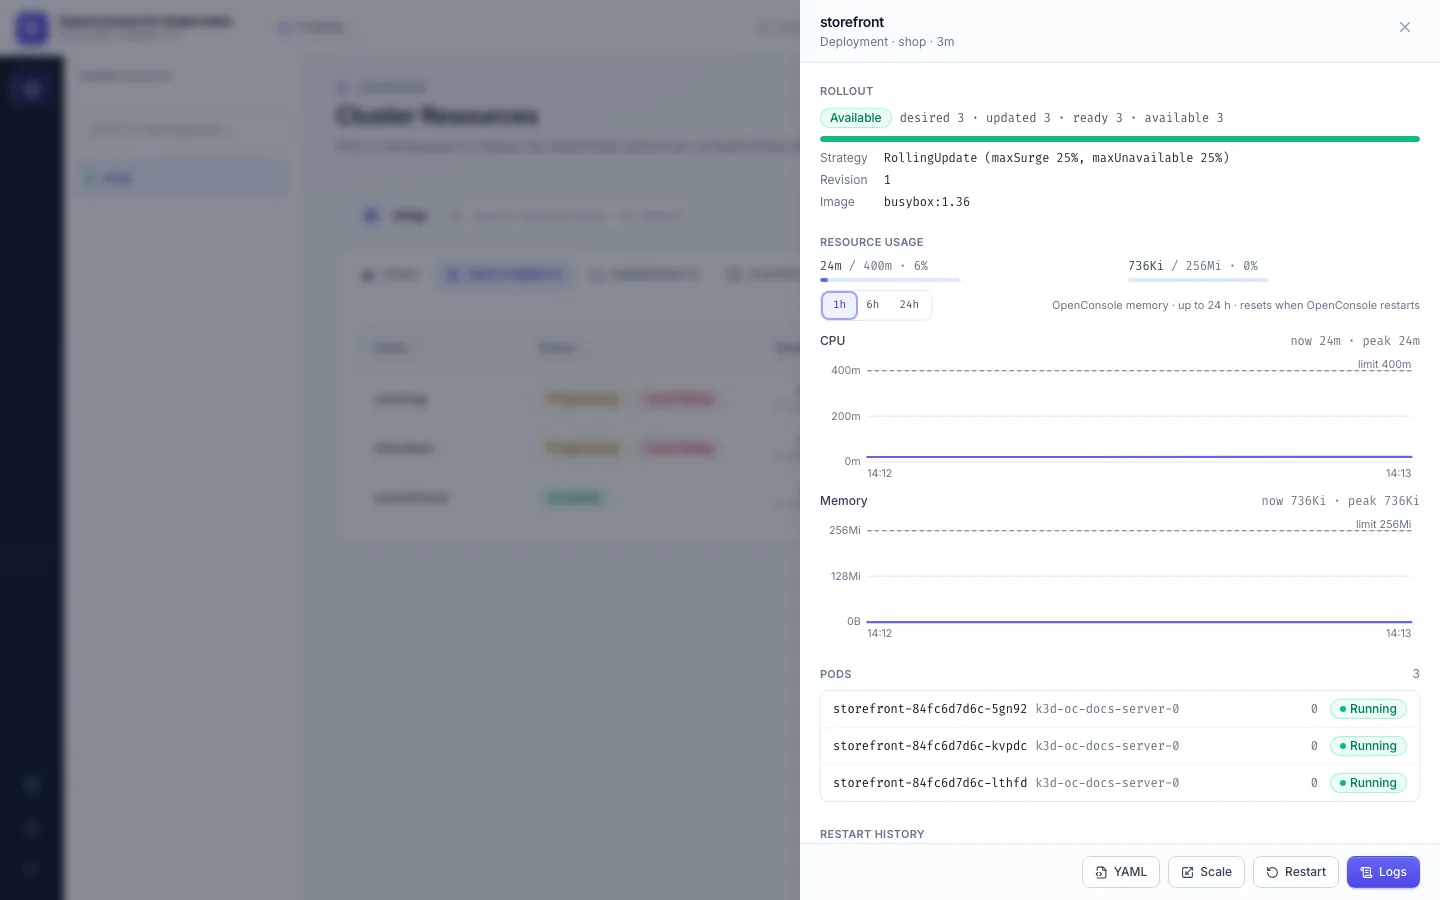 Cluster Resources
storefront
Deployment · shop · 3m
ROLLOUT
Available desired 3 · updated 3 · ready 3 · available 3
Strategy RollingUpdate (maxSurge 25%, maxUnavailable 25%)
Revision 1
Image busybox:1.36
RESOURCE USAGE
24m / 400m · 6% 736Ki / 256Mi · 0%
1h 6h 24h OpenConsole memory · up to 24 h · resets when OpenConsole restarts
CPU now 24m · peak 24m
limit 400m
400m
200m
0m
14:12 14:13
Memory now 736Ki · peak 736Ki
limit 256Mi
256Mi
128Mi
0B
14:12 14:13
PODS 3
storefront-84fc6d7d6c-5gn92 k3d-oc-docs-server-0 0 Running
storefront-84fc6d7d6c-kvpdc k3d-oc-docs-server-0 0 Running
storefront-84fc6d7d6c-lthfd k3d-oc-docs-server-0 0 Running
RESTART HISTORY
YAML Scale Restart Logs